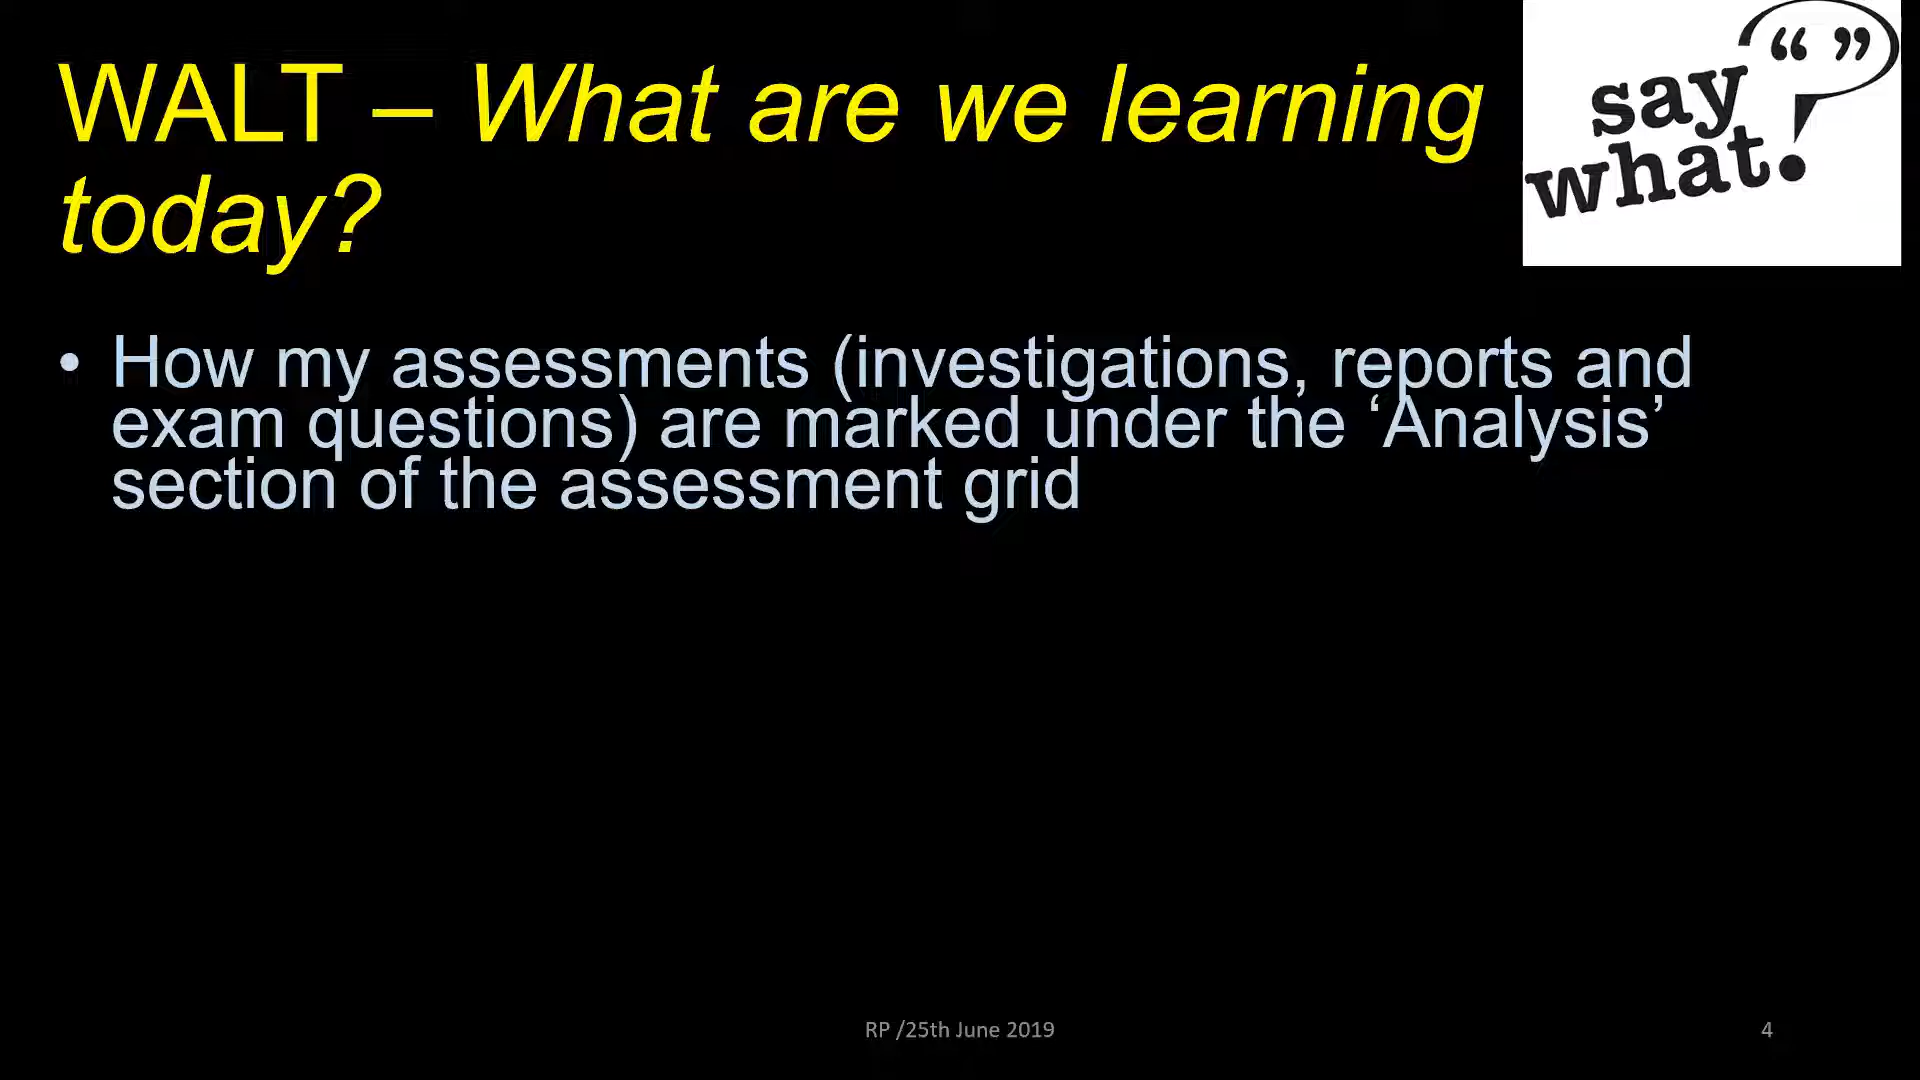 WALT – What are we learning
today?
“ ”
say
what?
• How my assessments (investigations, reports and
exam questions) are marked under the ‘Analysis’
section of the assessment grid
RP /25th June 2019
4